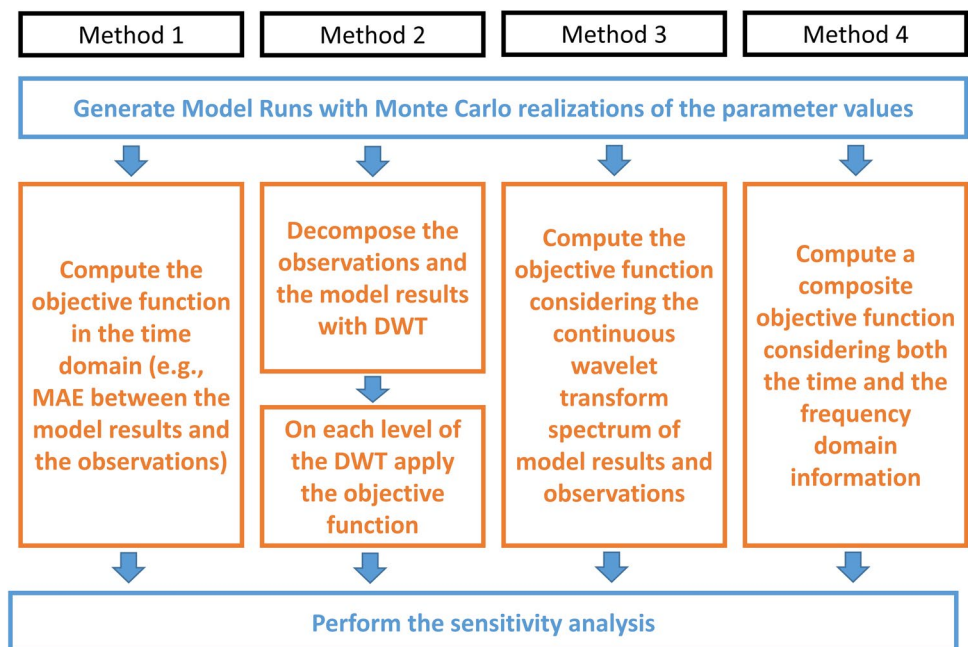 Method 1
Method 2
Method 3
Method 4
Generate Model Runs with Monte Carlo realizations of the parameter values
Compute the
objective function
in the time
domain (e.g.,
MAE between the
model results and
the observations)
Decompose the
observations and
the model results
with DWT
On each level of
the DWT apply
the objective
function
Compute the
objective function
considering the
continuous
wavelet
transform
spectrum of
model results and
observations
Compute a
composite
objective function
considering both
the time and the
frequency
domain
information
Perform the sensitivity analysis